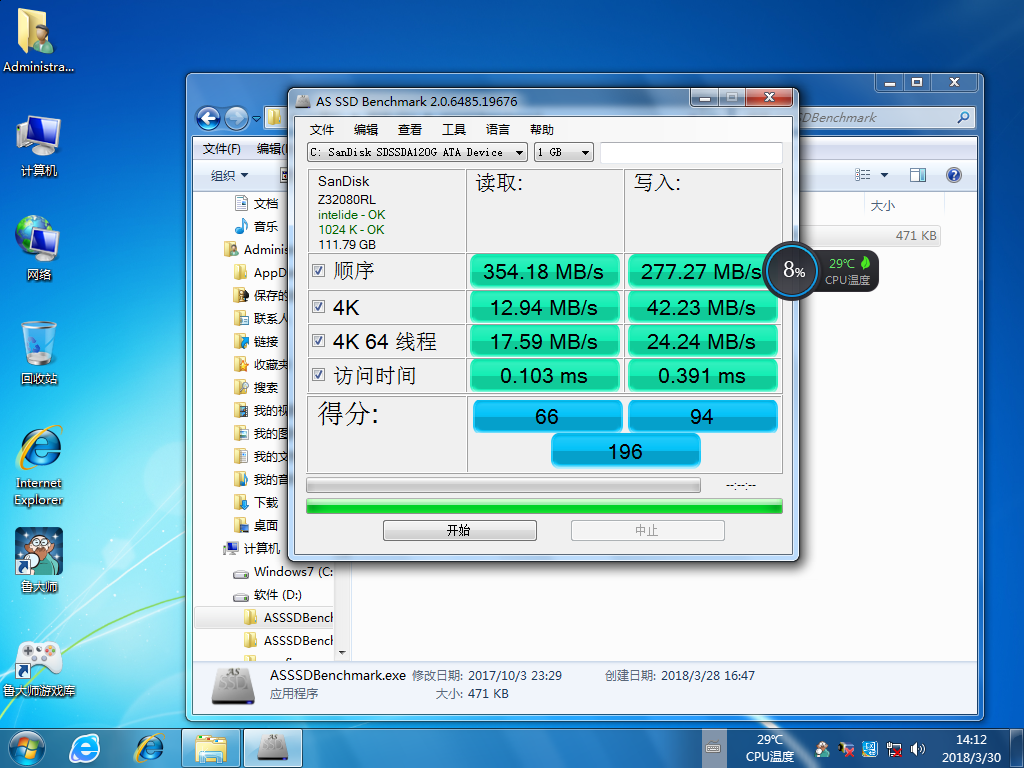 Administra...
计算机
网络
回收站
Internet
Explorer
鲁大师
鲁大师游戏库
SDBenchmark
文件(F)
编辑(
组织
大小
471 KB
文档
音乐
Adminis
AppD
保存的
联系人
链接
收藏夹
搜索
我的视
我的图
我的文
我的音
下载
桌面
计算机
Windows7 (C:
软件 (D:)
ASSSDBench
ASSSDBench
AS SSD Benchmark 2.0.6485.19676
文件 编辑 查看 工具 语言 帮助
C: SanDisk SDSSDA120G ATA Device 1 GB
SanDisk
Z32080RL
intelide - OK
1024 K - OK
111.79 GB
读取: 写入:
顺序 354.18 MB/s 277.27 MB/s
4K 12.94 MB/s 42.23 MB/s
4K 64 线程 17.59 MB/s 24.24 MB/s
访问时间 0.103 ms 0.391 ms
得分: 66 94
196
--:--:--
开始 中止
8%
29℃
CPU温度
AS
SSD
ASSSDBenchmark.exe 修改日期: 2017/10/3 23:29 创建日期: 2018/3/28 16:47
应用程序 大小: 471 KB
29℃
CPU温度
14:12
2018/3/30